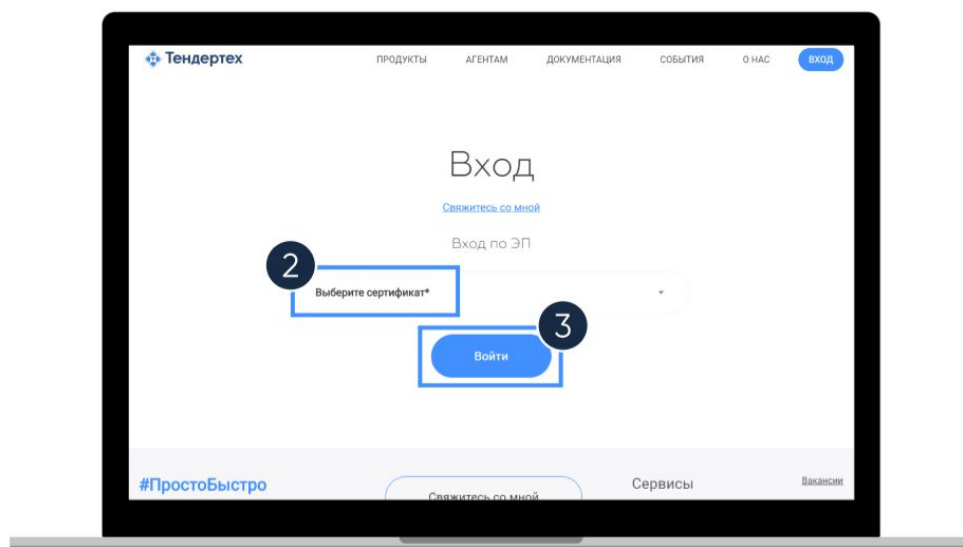 Тендертех
ПРОДУКТЫ АГЕНТАМ ДОКУМЕНТАЦИЯ СОБЫТИЯ О НАС ВХОД
Вход
Свяжитесь со мной
Вход по ЭП
2
Выберите сертификат*
3
Войти
#ПростоБыстро
Свяжитесь со мной
Сервисы
Вакансии